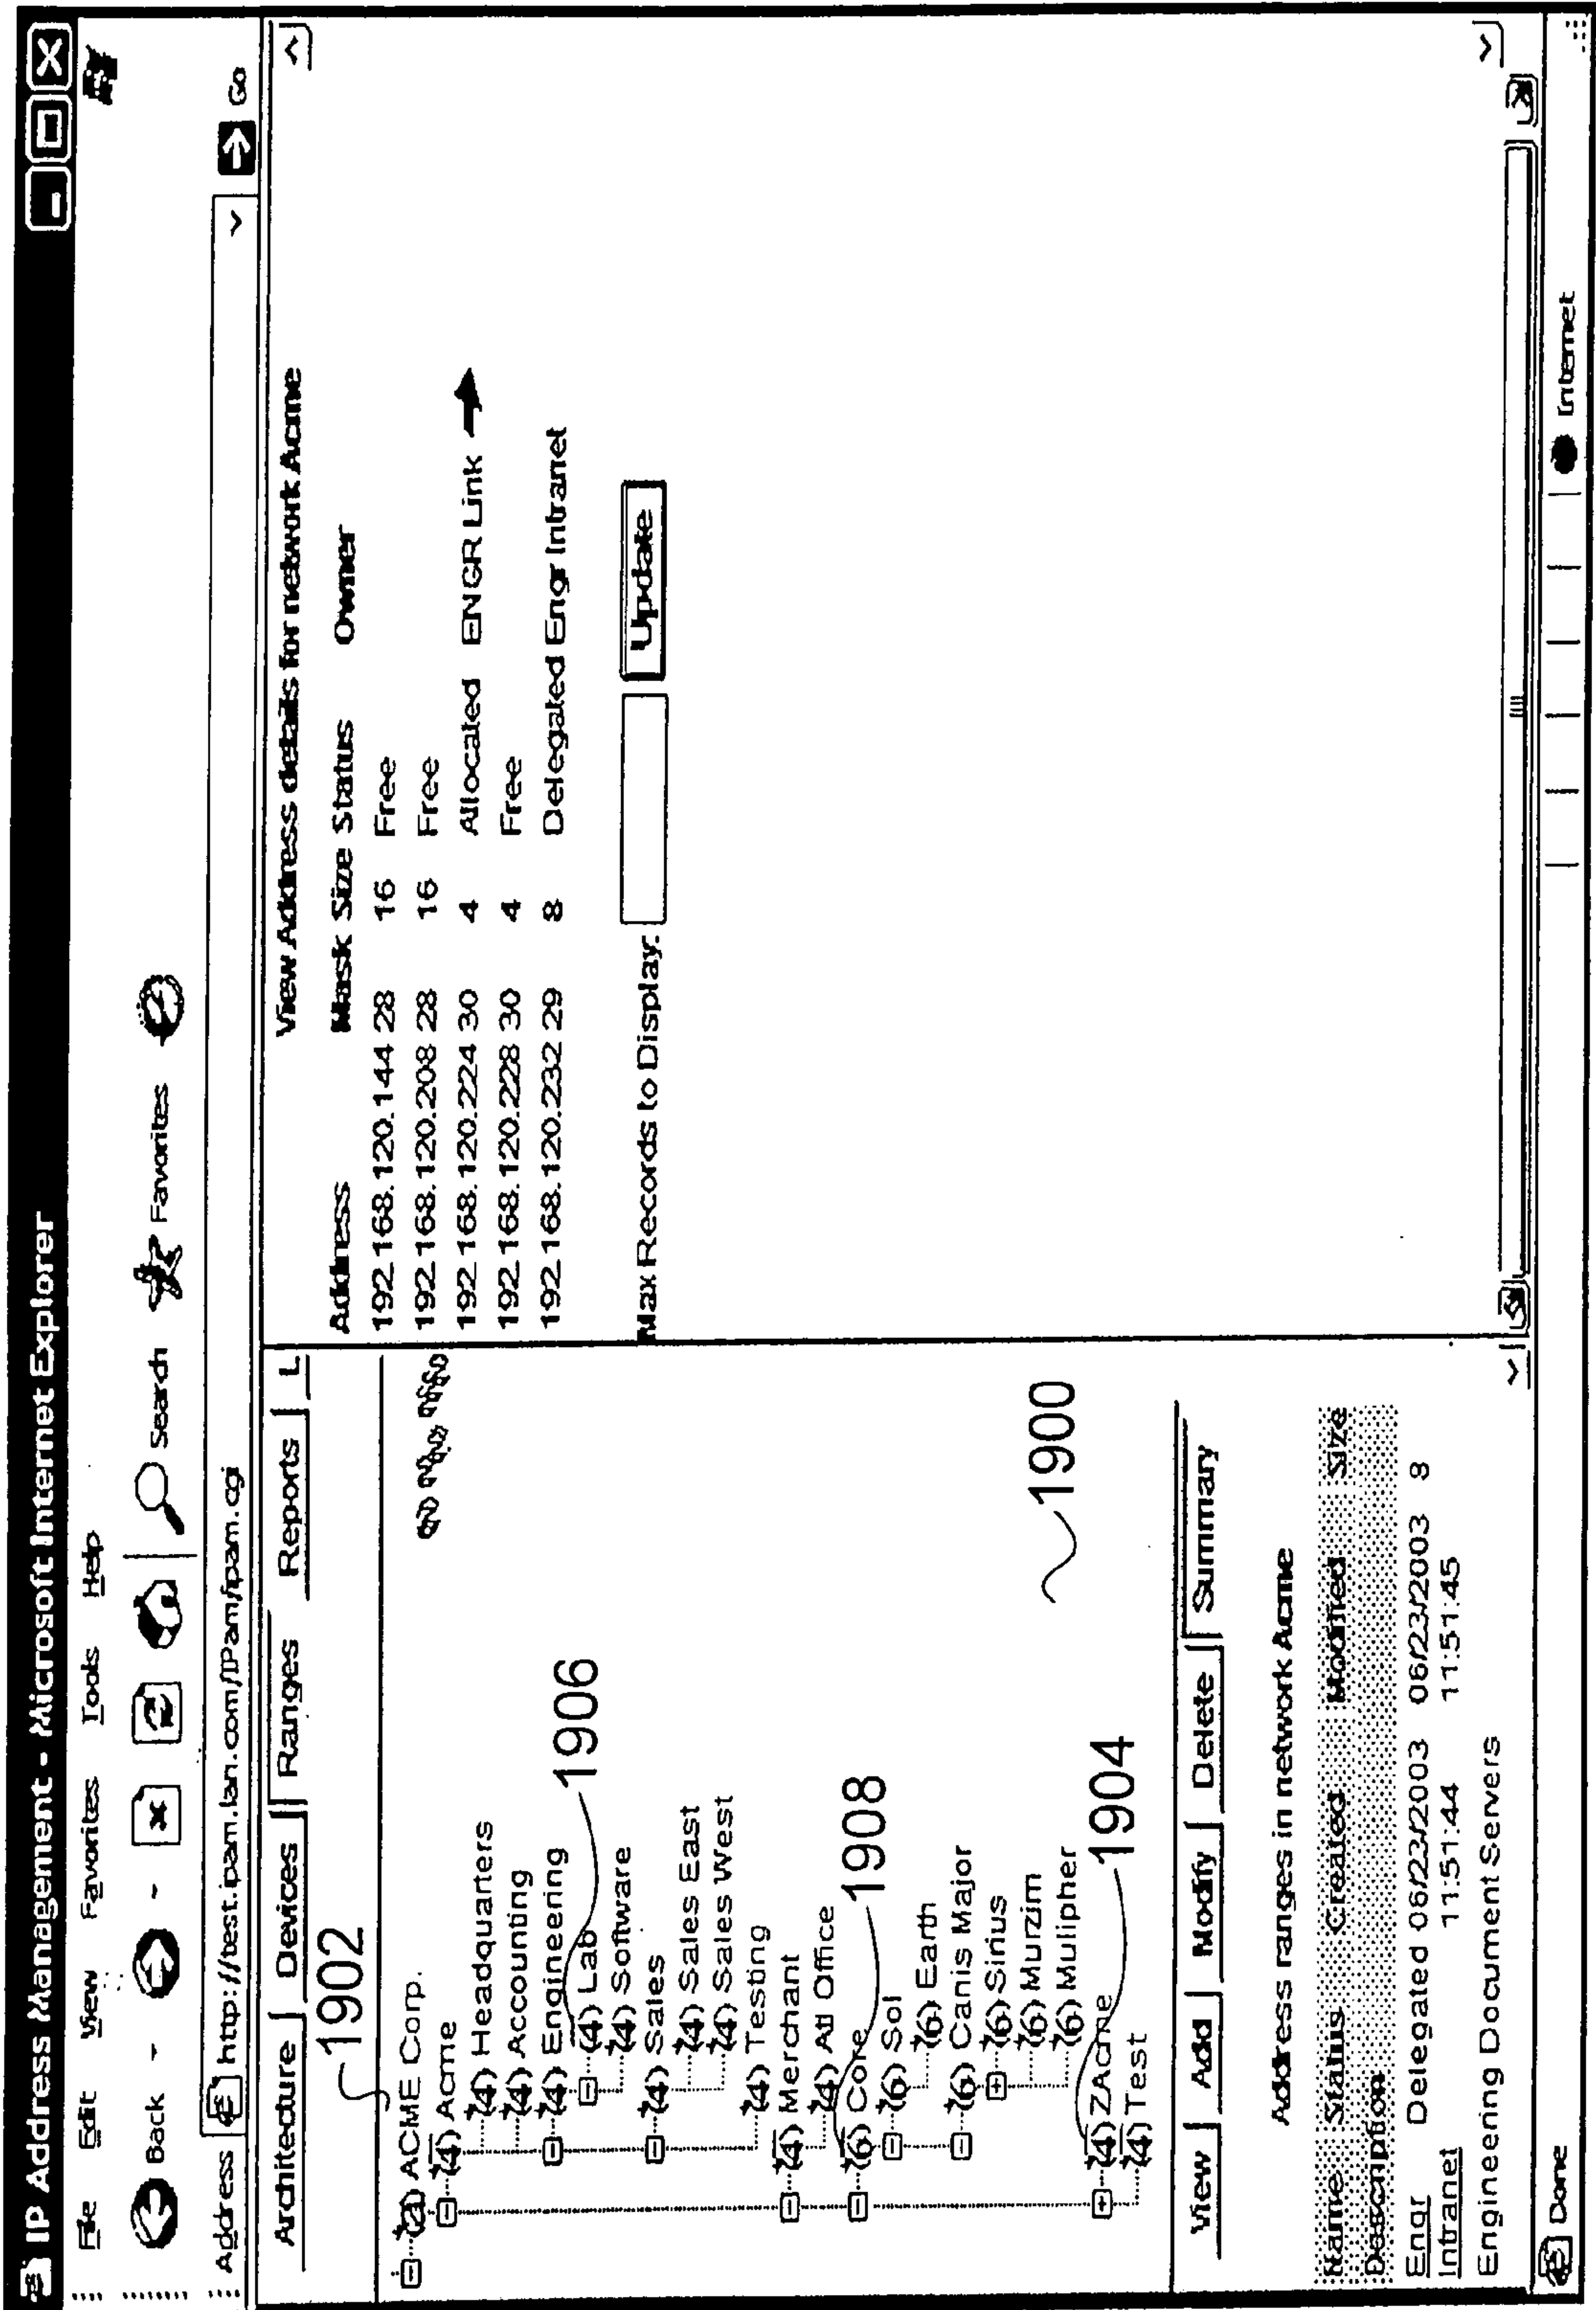 IP Address Management - Microsoft Internet Explorer
File Edit View Favorites Tools Help
Back Search Favorites
Address http://test.ipam.lan.com/IPam/ipam.cgi Go
Architecture Devices Ranges Reports L
1902
ACME Corp.
(4) Acme
(4) Headquarters
(4) Accounting
(4) Engineering
(4) Lab
1906
(4) Software
(4) Sales
(4) Sales East
(4) Sales West
(4) Testing
(4) Merchant
(4) Atl Office
(6) Core
1908
(6) Sol
(6) Earth
(6) Canis Major
(6) Sirius
(6) Murzim
(6) Mulipher
(4) ZAcme
1904
(4) Test
1900
View Add Modify Delete Summary
Address ranges in network Acme
Name Status Created Modified Size
Description
Engr Delegated 06/23/2003 06/23/2003 8
Intranet 11:51:44 11:51:45
Engineering Document Servers
View Address details for network Acme
Address Mask Size Status Owner
192.168.120.144 28 16 Free
192.168.120.208 28 16 Free
192.168.120.224 30 4 Allocated ENGR Link
192.168.120.228 30 4 Free
192.168.120.232 29 8 Delegated Engr Intranet
Max Records to Display: Update
Done Internet